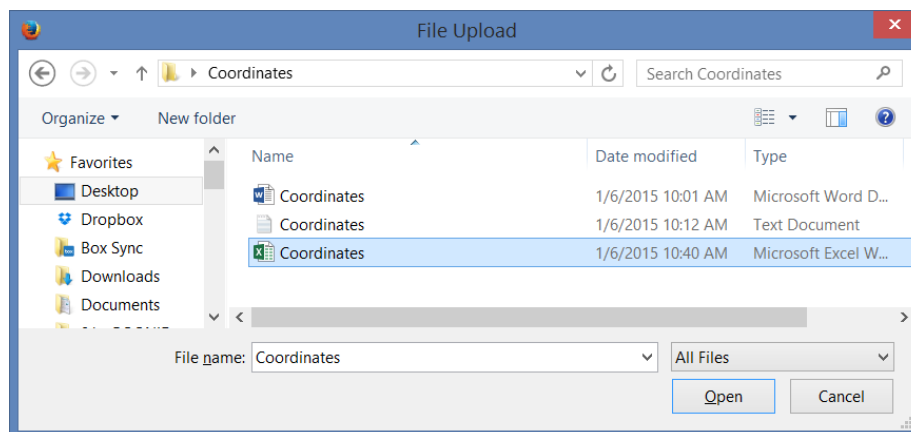 File Upload
Coordinates
Search Coordinates
Organize
New folder
Favorites
Desktop
Dropbox
Box Sync
Downloads
Documents
Name Date modified Type
Coordinates 1/6/2015 10:01 AM Microsoft Word D...
Coordinates 1/6/2015 10:12 AM Text Document
Coordinates 1/6/2015 10:40 AM Microsoft Excel W...
File name: Coordinates
All Files
Open
Cancel